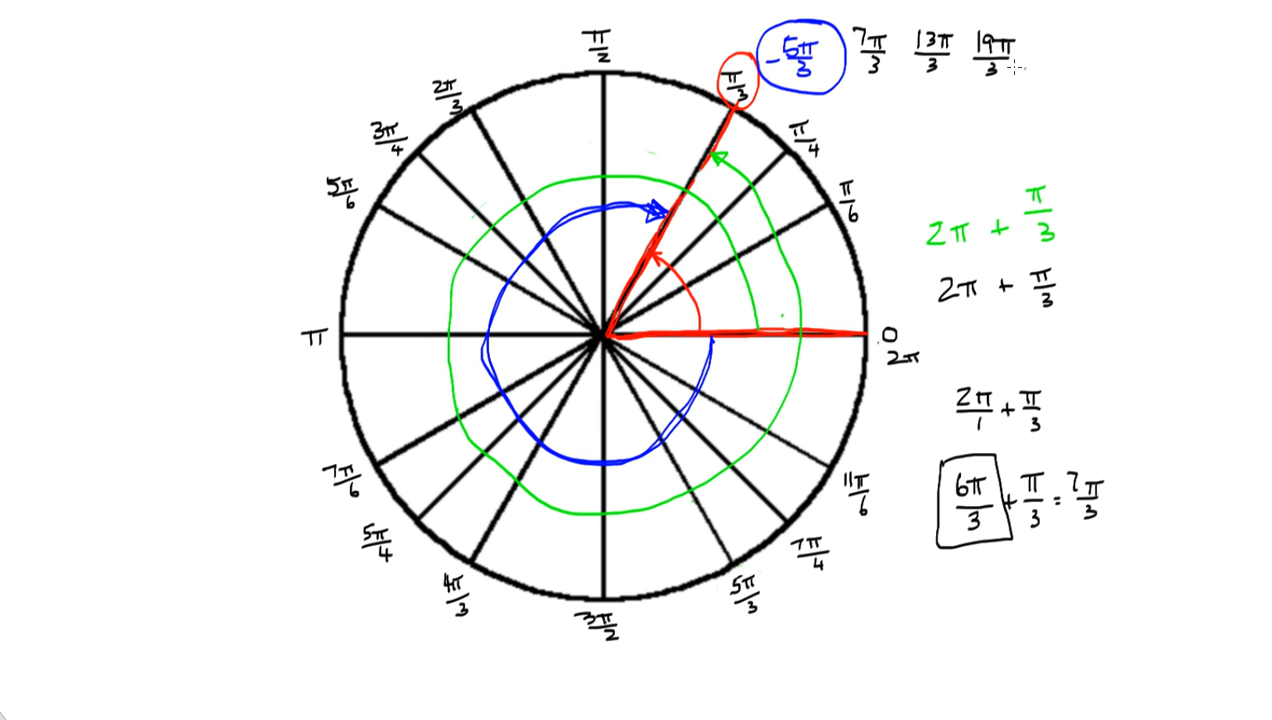 π/2
π/3
-5π/3 7π/3 13π/3 19π/3
2π/3
π/4
3π/4
π/6
5π/6
2π + π/3
2π + π/3
π
0
2π
2π/1 + π/3
7π/6
11π/6
6π/3 + π/3 = 7π/3
5π/4
7π/4
4π/3
5π/3
3π/2